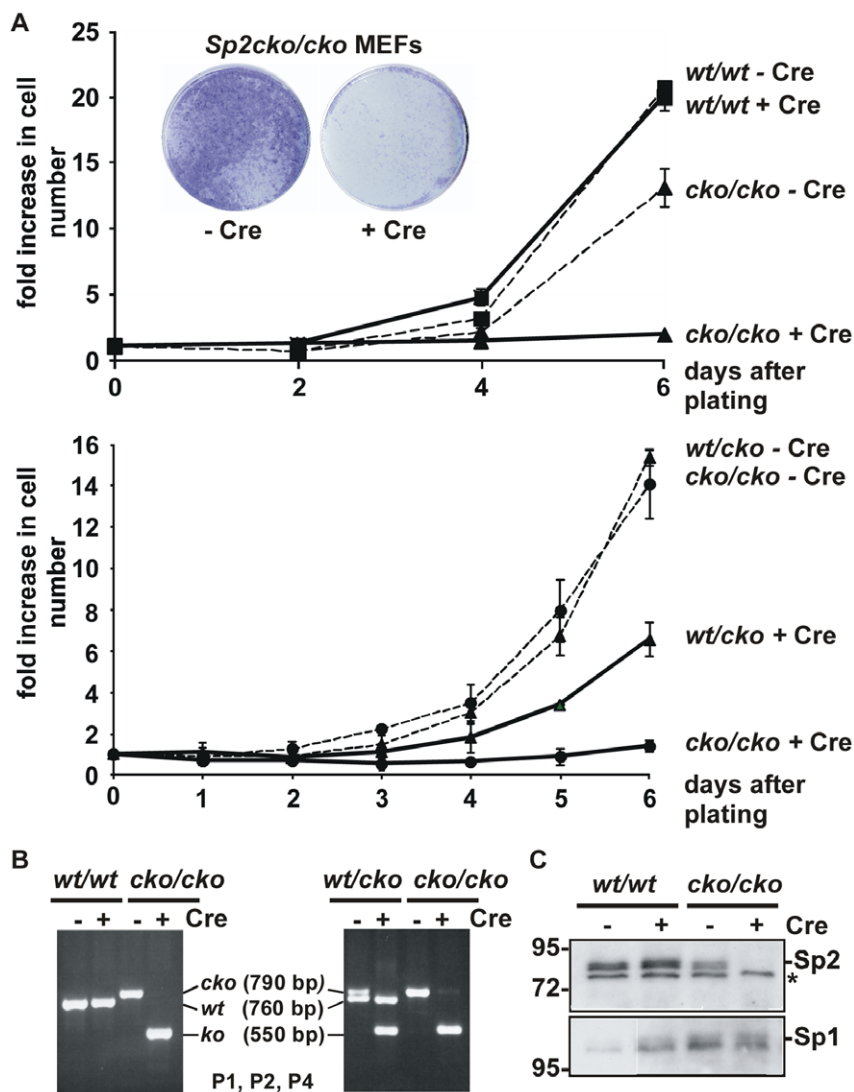 A
Sp2cko/cko MEFs
- Cre
+ Cre
fold increase in cell
number
25
20
15
10
5
0
0
2
4
6
days after
plating
wt/wt - Cre
wt/wt + Cre
cko/cko - Cre
cko/cko + Cre
fold increase in cell
number
16
14
12
10
8
6
4
2
0
0
1
2
3
4
5
6
days after
plating
wt/cko - Cre
cko/cko - Cre
wt/cko + Cre
cko/cko + Cre
B
wt/wt cko/cko
- + - + Cre
cko (790 bp)
wt (760 bp)
ko (550 bp)
wt/cko cko/cko
- + - + Cre
P1, P2, P4
C
wt/wt cko/cko
- + - + Cre
95-
72-
-Sp2
*
-Sp1
95-